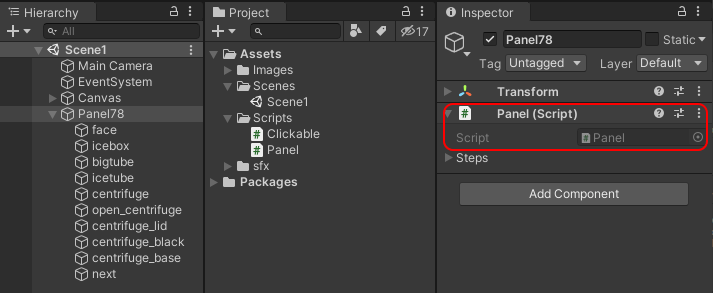 Hierarchy
All
Scene1
Main Camera
EventSystem
Canvas
Panel78
face
icebox
bigtube
icetube
centrifuge
open_centrifuge
centrifuge_lid
centrifuge_black
centrifuge_base
next
Project
17
Assets
Images
Scenes
Scene1
Scripts
Clickable
Panel
sfx
Packages
Inspector
Panel78 Static
Tag Untagged Layer Default
Transform
# Panel (Script)
Script # Panel
Steps
Add Component